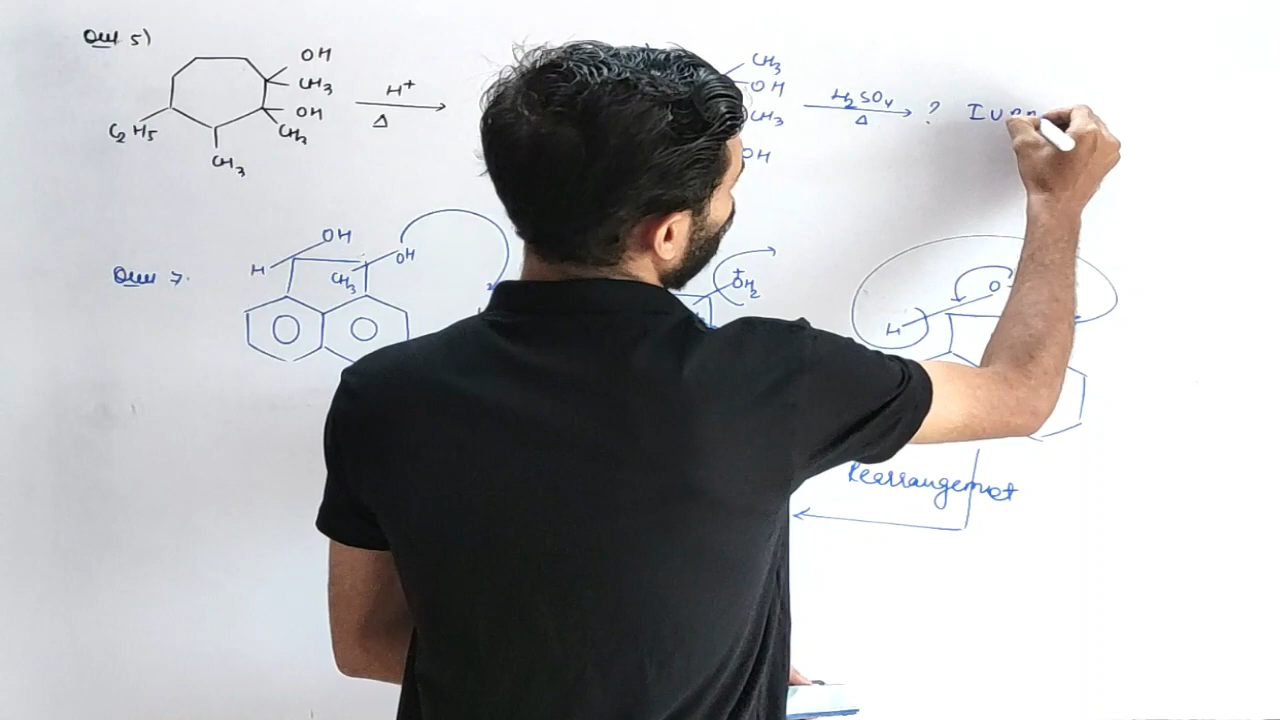 Que 5)
OH
CH3
OH
CH3
CH3
C2H5
H+
Δ
CH3
OH
CH3
OH
H2SO4
Δ
?
Que 7.
OH
H
CH3
OH
+
OH2
H
O
Rearrangemet